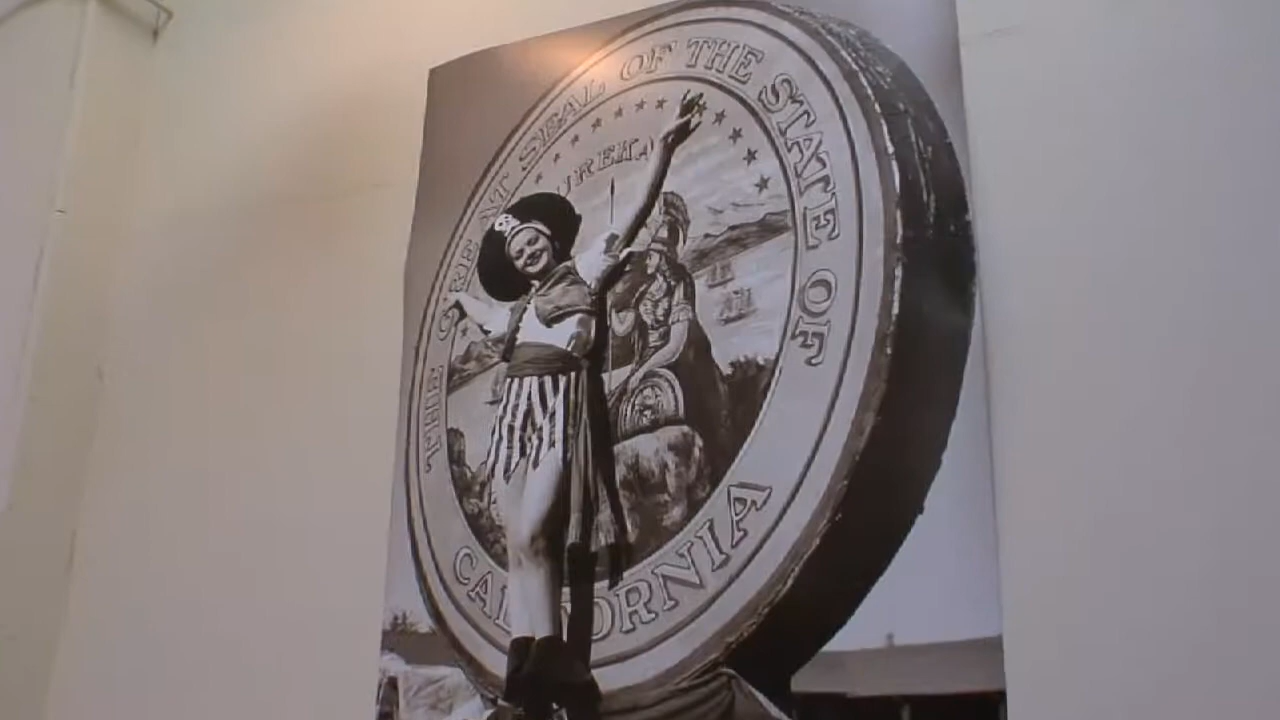 THE GREAT SEAL OF THE STATE OF
CALIFORNIA
EUREKA